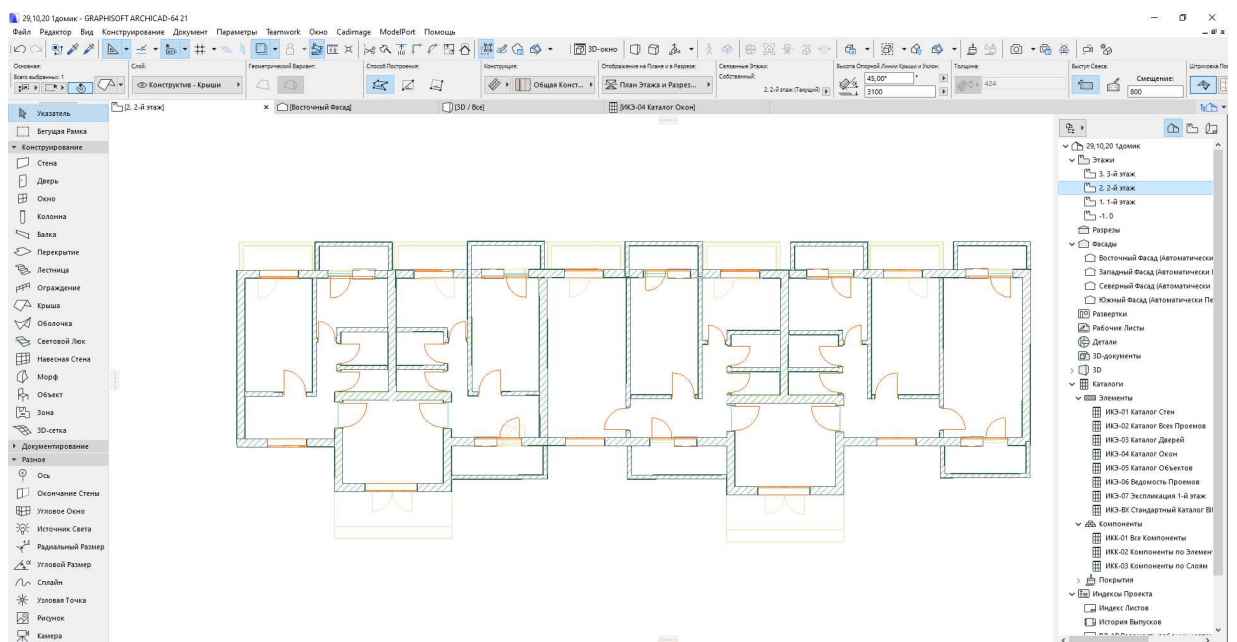 29,10,20 1домик - GRAPHISOFT ARCHICAD-64 21
Файл Редактор Вид Конструирование Документ Параметры Teamwork Окно Cadimage ModelPort Помощь
3D-окно
Основная:
Всего выбранных: 1
Слой:
Конструктив - Крыши
Геометрический Вариант:
Способ Построения:
Конструкция:
Общая Конст...
Отображение на Плане и в Разрезе:
План Этажа и Разрез...
Связанные Этажи:
Собственный:
2. 2-й этаж (Текущий)
Высота Опорной Линии Крыши и Уклон:
45,00°
3100
Толщина:
424
Выступ Свеса:
Смещение:
800
Штриховка По
[2. 2-й этаж]
[Восточный Фасад]
[3D / Все]
[ИКЭ-04 Каталог Окон]
Указатель
Бегущая Рамка
Конструирование
Стена
Дверь
Окно
Колонна
Балка
Перекрытие
Лестница
Ограждение
Крыша
Оболочка
Световой Люк
Навесная Стена
Морф
Объект
Зона
3D-сетка
Документирование
Разное
Ось
Окончание Стены
Угловое Окно
Источник Света
Радиальный Размер
Угловой Размер
Сплайн
Узловая Точка
Рисунок
Камера
29,10,20 1домик
Этажи
3. 3-й этаж
2. 2-й этаж
1. 1-й этаж
-1. 0
Разрезы
Фасады
Восточный Фасад (Автоматически
Западный Фасад (Автоматически
Северный Фасад (Автоматически
Южный Фасад (Автоматически Пе
Развертки
Рабочие Листы
Детали
3D-документы
3D
Каталоги
Элементы
ИКЭ-01 Каталог Стен
ИКЭ-02 Каталог Всех Проемов
ИКЭ-03 Каталог Дверей
ИКЭ-04 Каталог Окон
ИКЭ-05 Каталог Объектов
ИКЭ-06 Ведомость Проемов
ИКЭ-07 Экспликация 1-й этаж
ИКЭ-BX Стандартный Каталог BI
Компоненты
ИКК-01 Все Компоненты
ИКК-02 Компоненты по Элемен
ИКК-03 Компоненты по Слоям
Покрытия
Индексы Проекта
Индекс Листов
История Выпусков